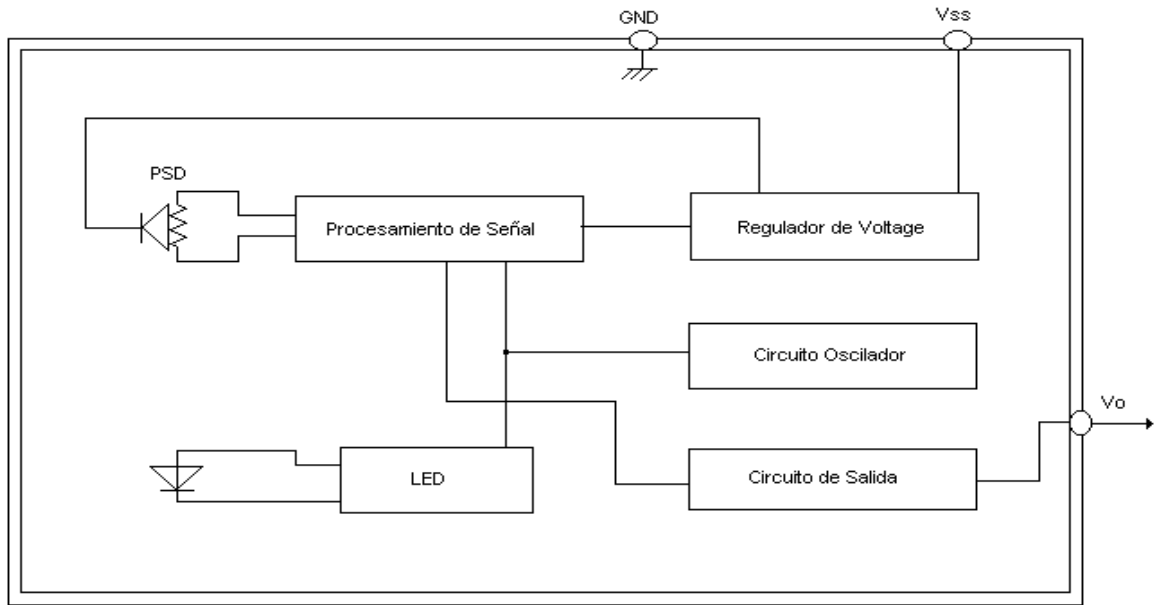 GND
Vss
PSD
Procesamiento de Señal
Regulador de Voltage
Circuito Oscilador
Vo
LED
Circuito de Salida